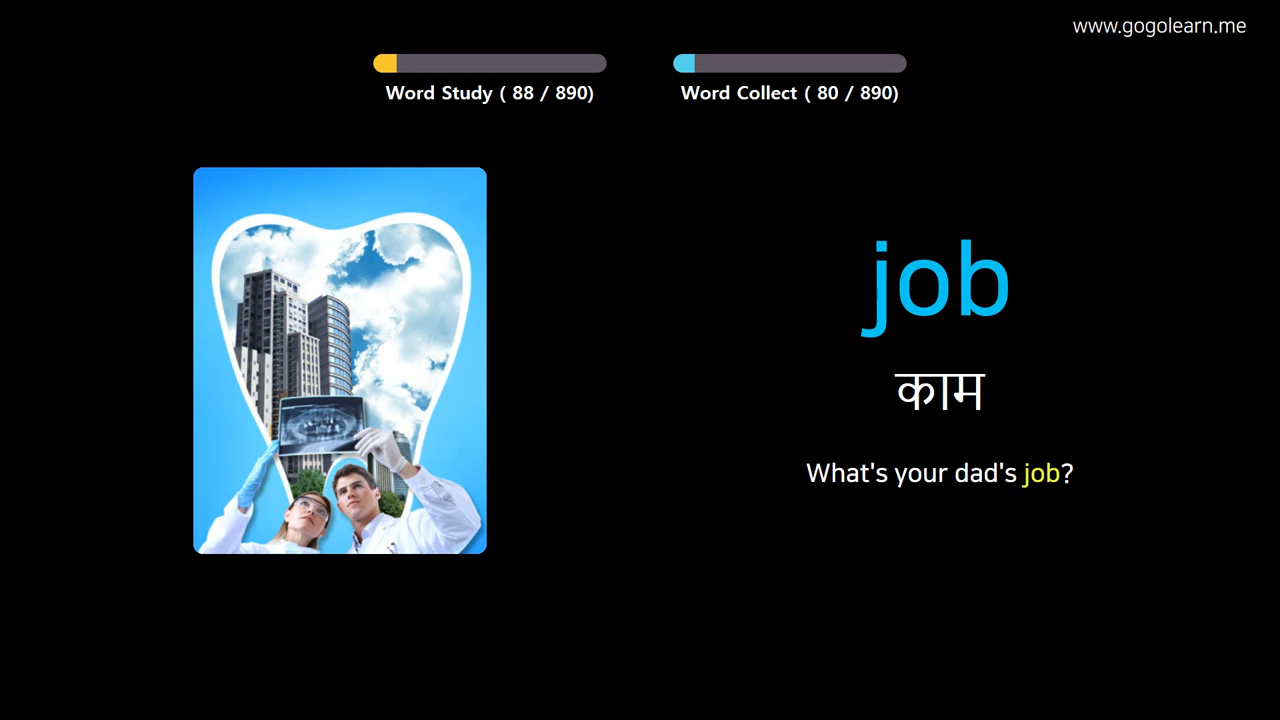 www.gogolearn.me
Word Study ( 88 / 890)
Word Collect ( 80 / 890)
job
काम
What's your dad's job?